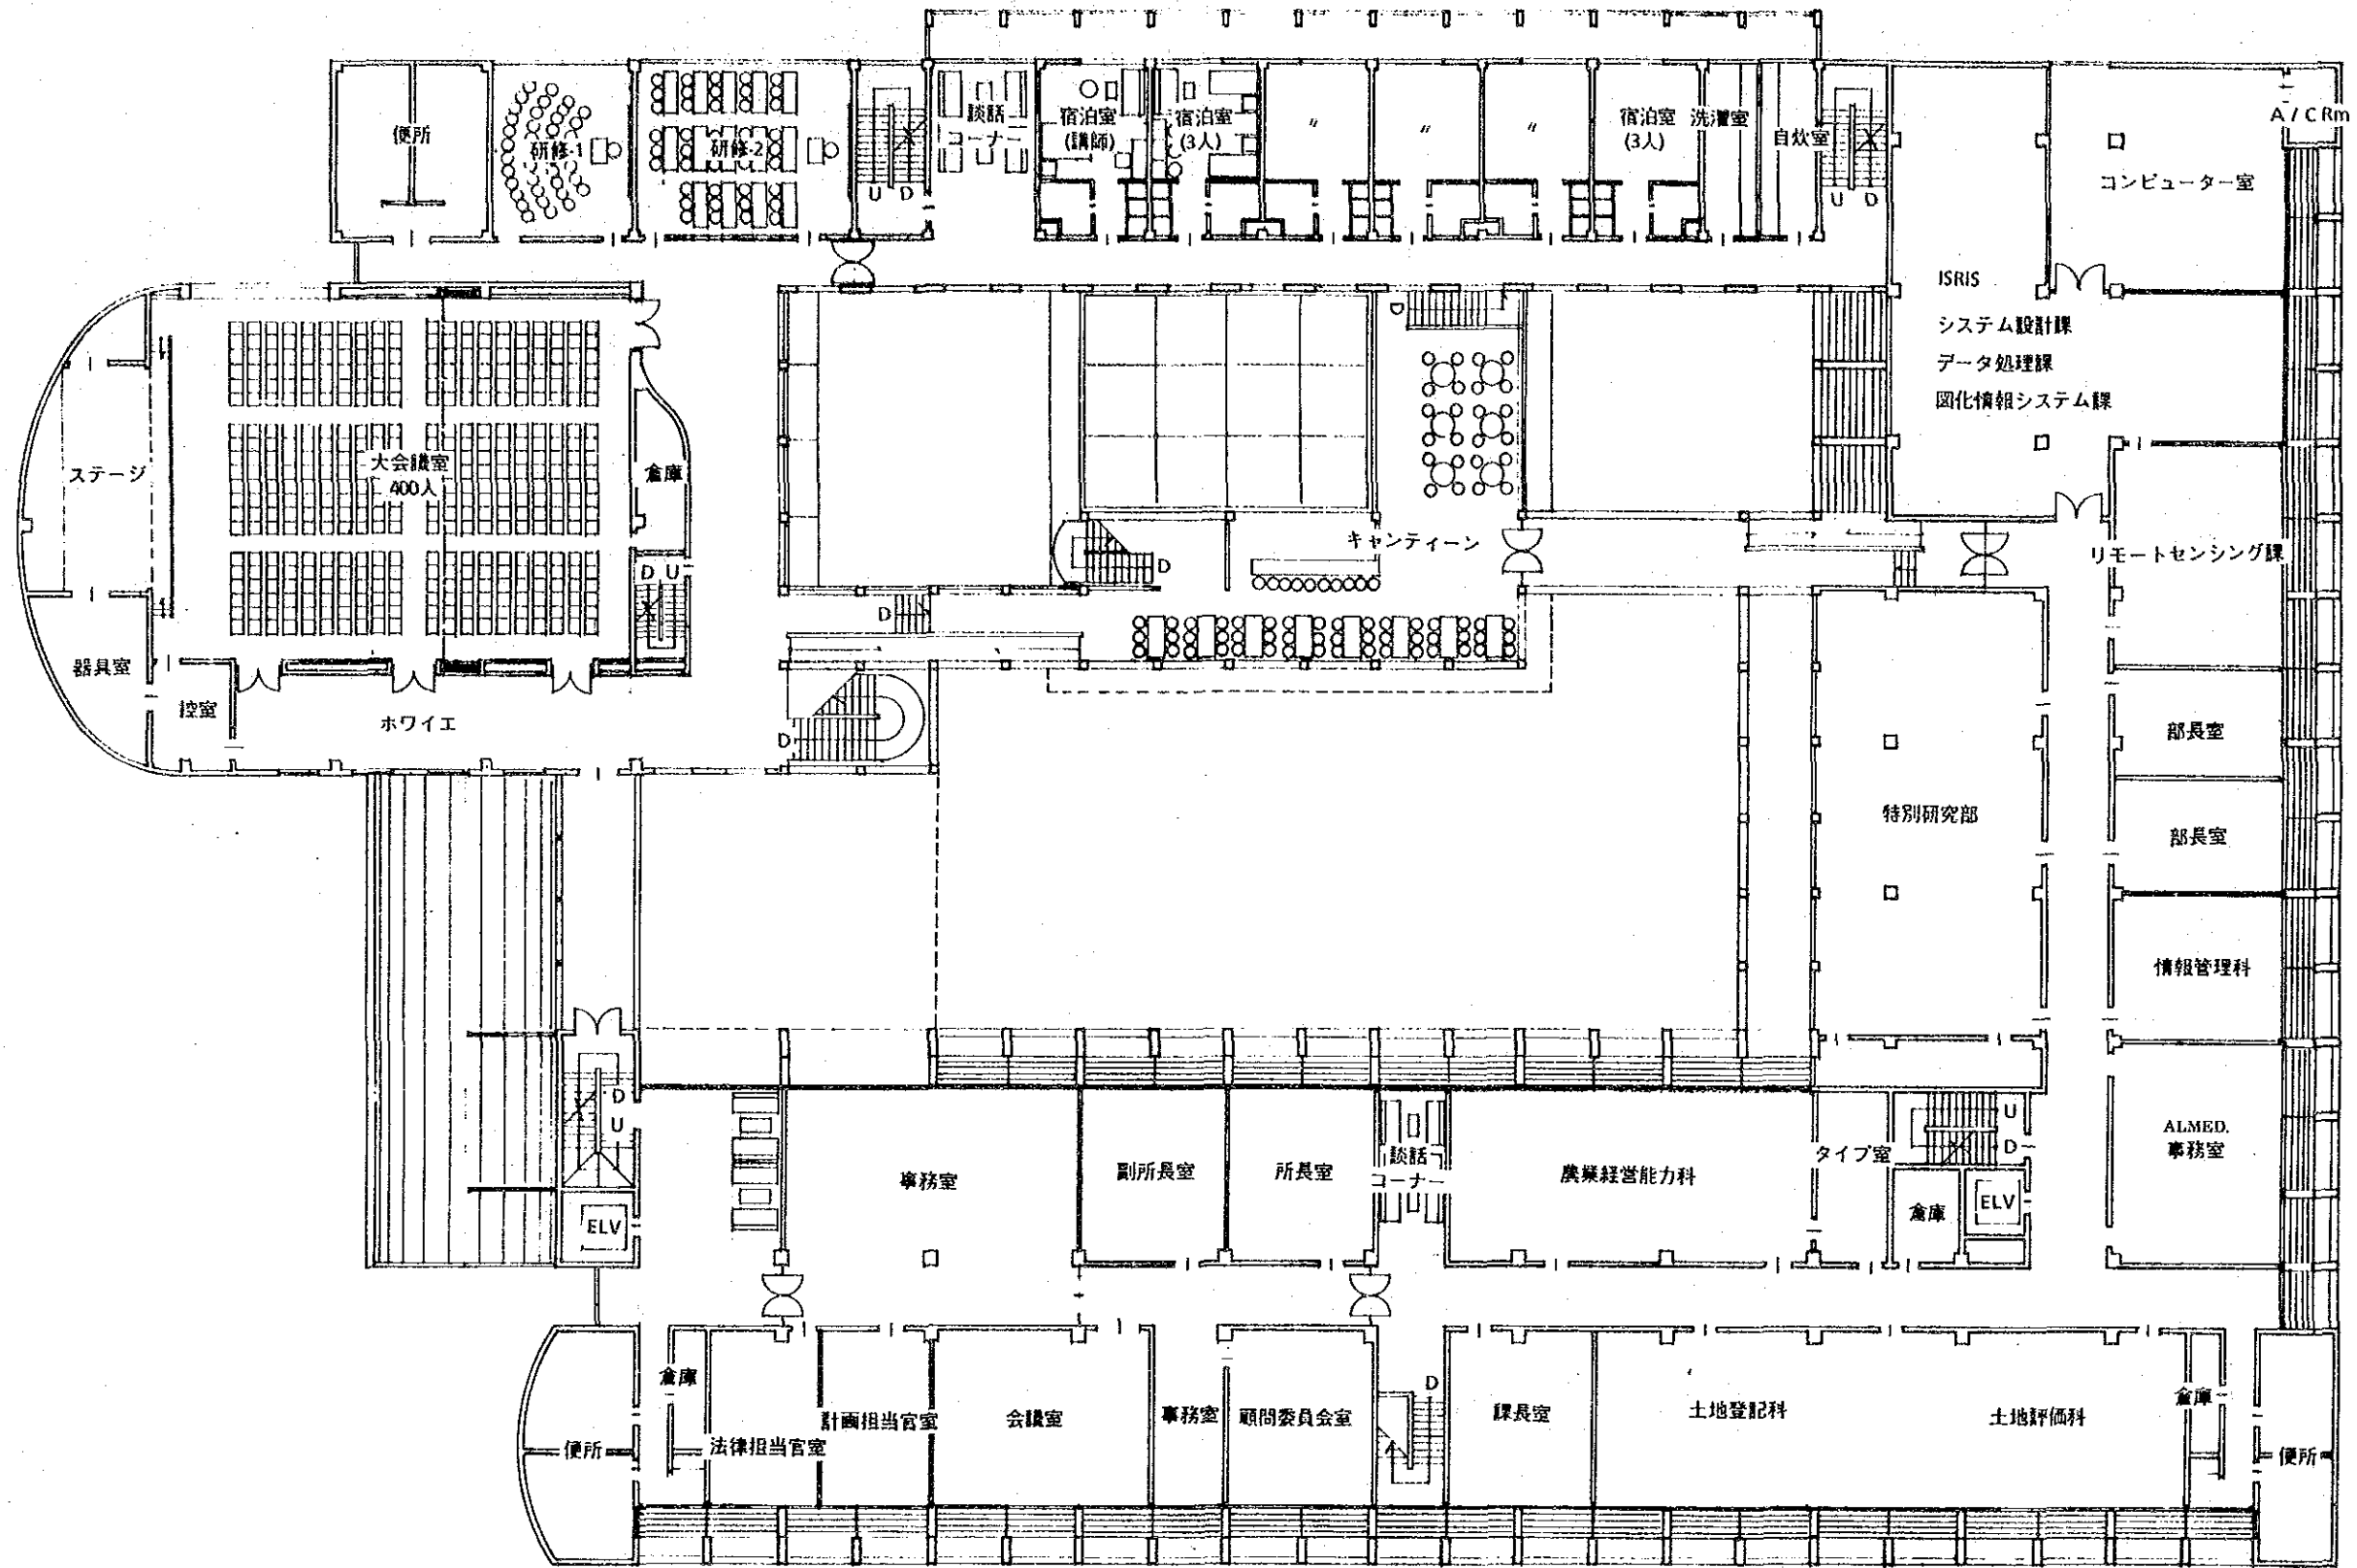 便所
研修-1
研修-2
U D
談話
コーナー
宿泊室
(講師)
宿泊室
(3人)
〃
〃
〃
宿泊室
(3人)
洗濯室
自炊室
U D
A/C Rm
コンピューター室
ISRIS
システム設計課
データ処理課
図化情報システム課
ステージ
大会議室
400人
倉庫
D U
D
キャンティーン
D
D
リモートセンシング課
器具室
控室
ホワイエ
D
部長室
特別研究部
部長室
情報管理科
D
U
ELV
事務室
副所長室
所長室
談話
コーナー
農業経営能力科
タイプ室
U
D
倉庫
ELV
ALMED.
事務室
便所
倉庫
法律担当官室
計画担当官室
会議室
事務室
顧問委員会室
D
課長室
土地登記科
土地評価科
倉庫
便所